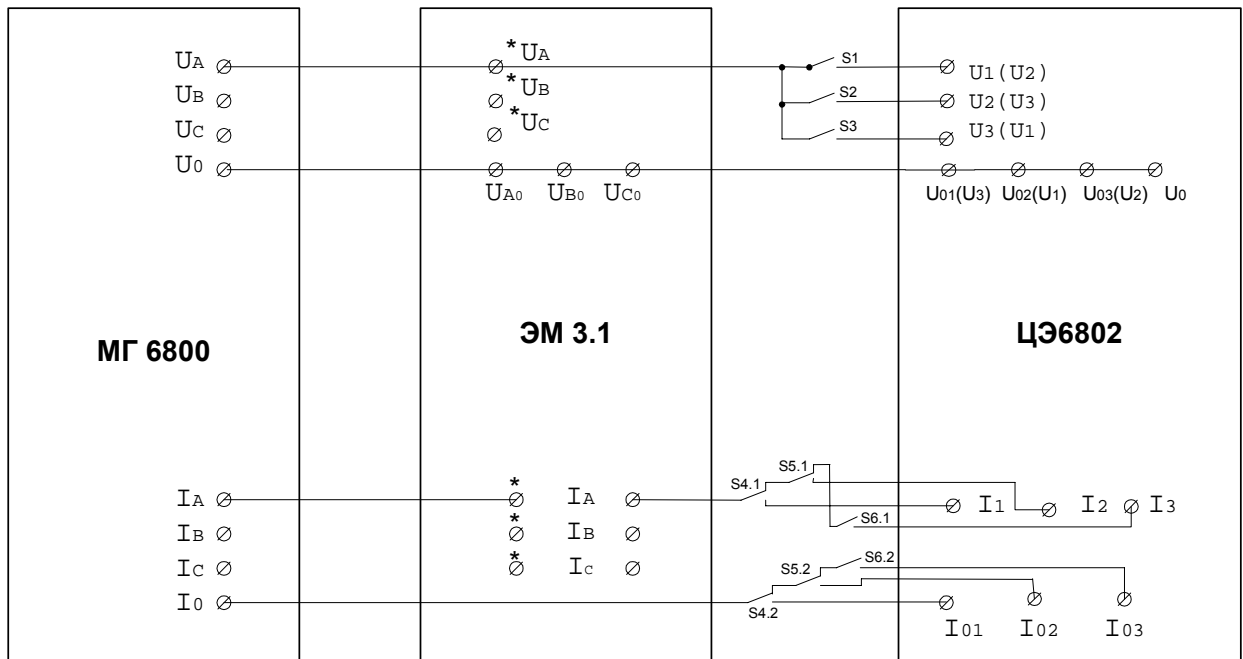 UA
*UA
S1
U1(U2)
UB
*UB
S2
U2(U3)
UC
*UC
S3
U3(U1)
U0
UA0 UB0 UC0
U01(U3) U02(U1) U03(U2) U0
МГ 6800
ЭМ 3.1
ЦЭ6802
IA
*
IA
S4.1
S5.1
I1
I2
I3
IB
*
IB
S6.1
IC
*
IC
S5.2
S6.2
I0
S4.2
I01
I02
I03